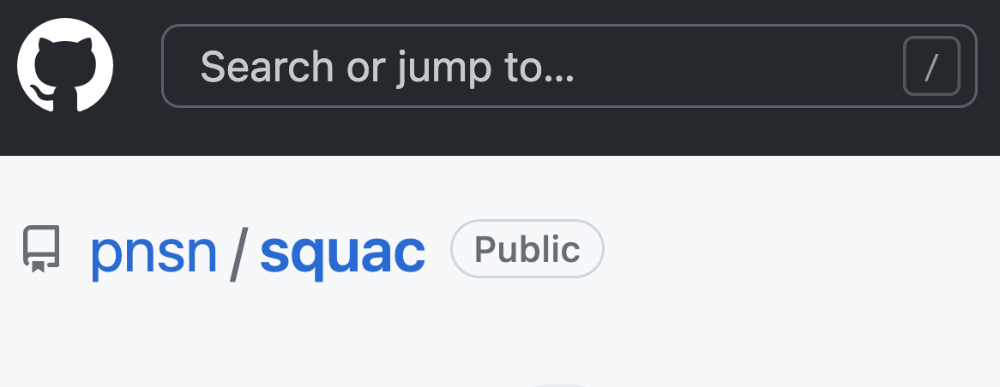 Search or jump to...
/
pnsn / squac Public